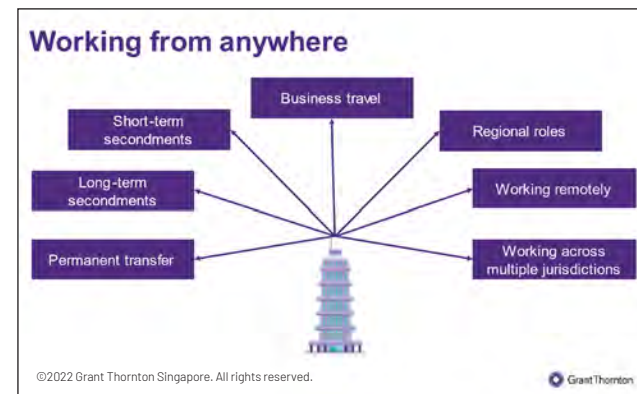 Working from anywhere
Business travel
Short-term
secondments
Regional roles
Long-term
secondments
Working remotely
Permanent transfer
Working across
multiple jurisdictions
©2022 Grant Thornton Singapore. All rights reserved.
Grant Thornton